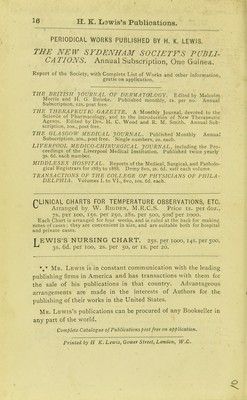 16 H. K. Lewis's Publications.
PERIODICAL WORKS PUBLISHED BY H. K. LEWIS.
THE NEW SYDENHAM SOCIETY'S PUBLI-
CATIONS. Annual Subscription, One Guinea.
Report of the Society, with Complete List of Works and other information,
gratis on application.
THE BRITISH JOURNAL OF DERMATOLOGY. Edited by Malcolm
Morris and H. G. Brooke. Published monthly, 1s. per no. Annual
Subscription, 12s. post free.
THE THERAPEUTIC GAZETTE. A Monthly Journal, devoted to the
Science of Pharmacology, and to the introduction of New Therapeutic
Agents. Edited by Drs. H. C. Wood and R. M. Smith. Annual Sub-
scription, 10s., post free.
THE GLASGOW MEDICAL JOURNAL. Published Monthly. Annual
Subscription, 20s., post free. Single numbers, 2s. each.
LIVERPOOL MEDICO-CHIRURGICAL JOURNAL, including the Pro-
ceedings of the Liverpool Medical Institution. Published twice yearly
3s. 6d. each number.
MIDDLESEX HOSPITAL. Reports of the Medical, Surgical, and Patholo-
gical Registrars for 1883 to 1888. Demy 8vo, 2s. 6d. nett each volume
TRANSACTIONS OF THE COLLEGE OF PHYSICIANS OF PHILA-
DELPHIA. Volumes I. to VI., 8vo, 10s. 6d. each.
CLINICAL CHARTS FOR TEMPERATURE OBSERVATIONS, ETC.
Arranged by W. RIGDEN, M.R.C.S. Price 1s. per doz.,
7s. per 100, 15s. per 250, 28s. per 500, 50s. per 1000.
Each Chart is arranged for four weeks, and is ruled at the back for making
notes of cases; they are convenient in size, and are suitable both for hospital
and private cases.
LEWIS'S NURSING CHART. 25s. per 1000, 14s. per 500,
3s. 6d. per 100, 2s. per 50, or 1s. per 20.
*⁎* MR. LEWIS is in constant communication with the leading
publishing firms in America and has transactions with them for
the sale of his publications in that country. Advantageous
arrangements are made in the interests of Authors for the
publishing of their works in the United States.
MR. LEWIS'S publications can be procured of any Bookseller in
any part of the world.
Complete Catalogue of Publications post free on application.
Printed by H. K. Lewis, Gower Street, London, W.C.